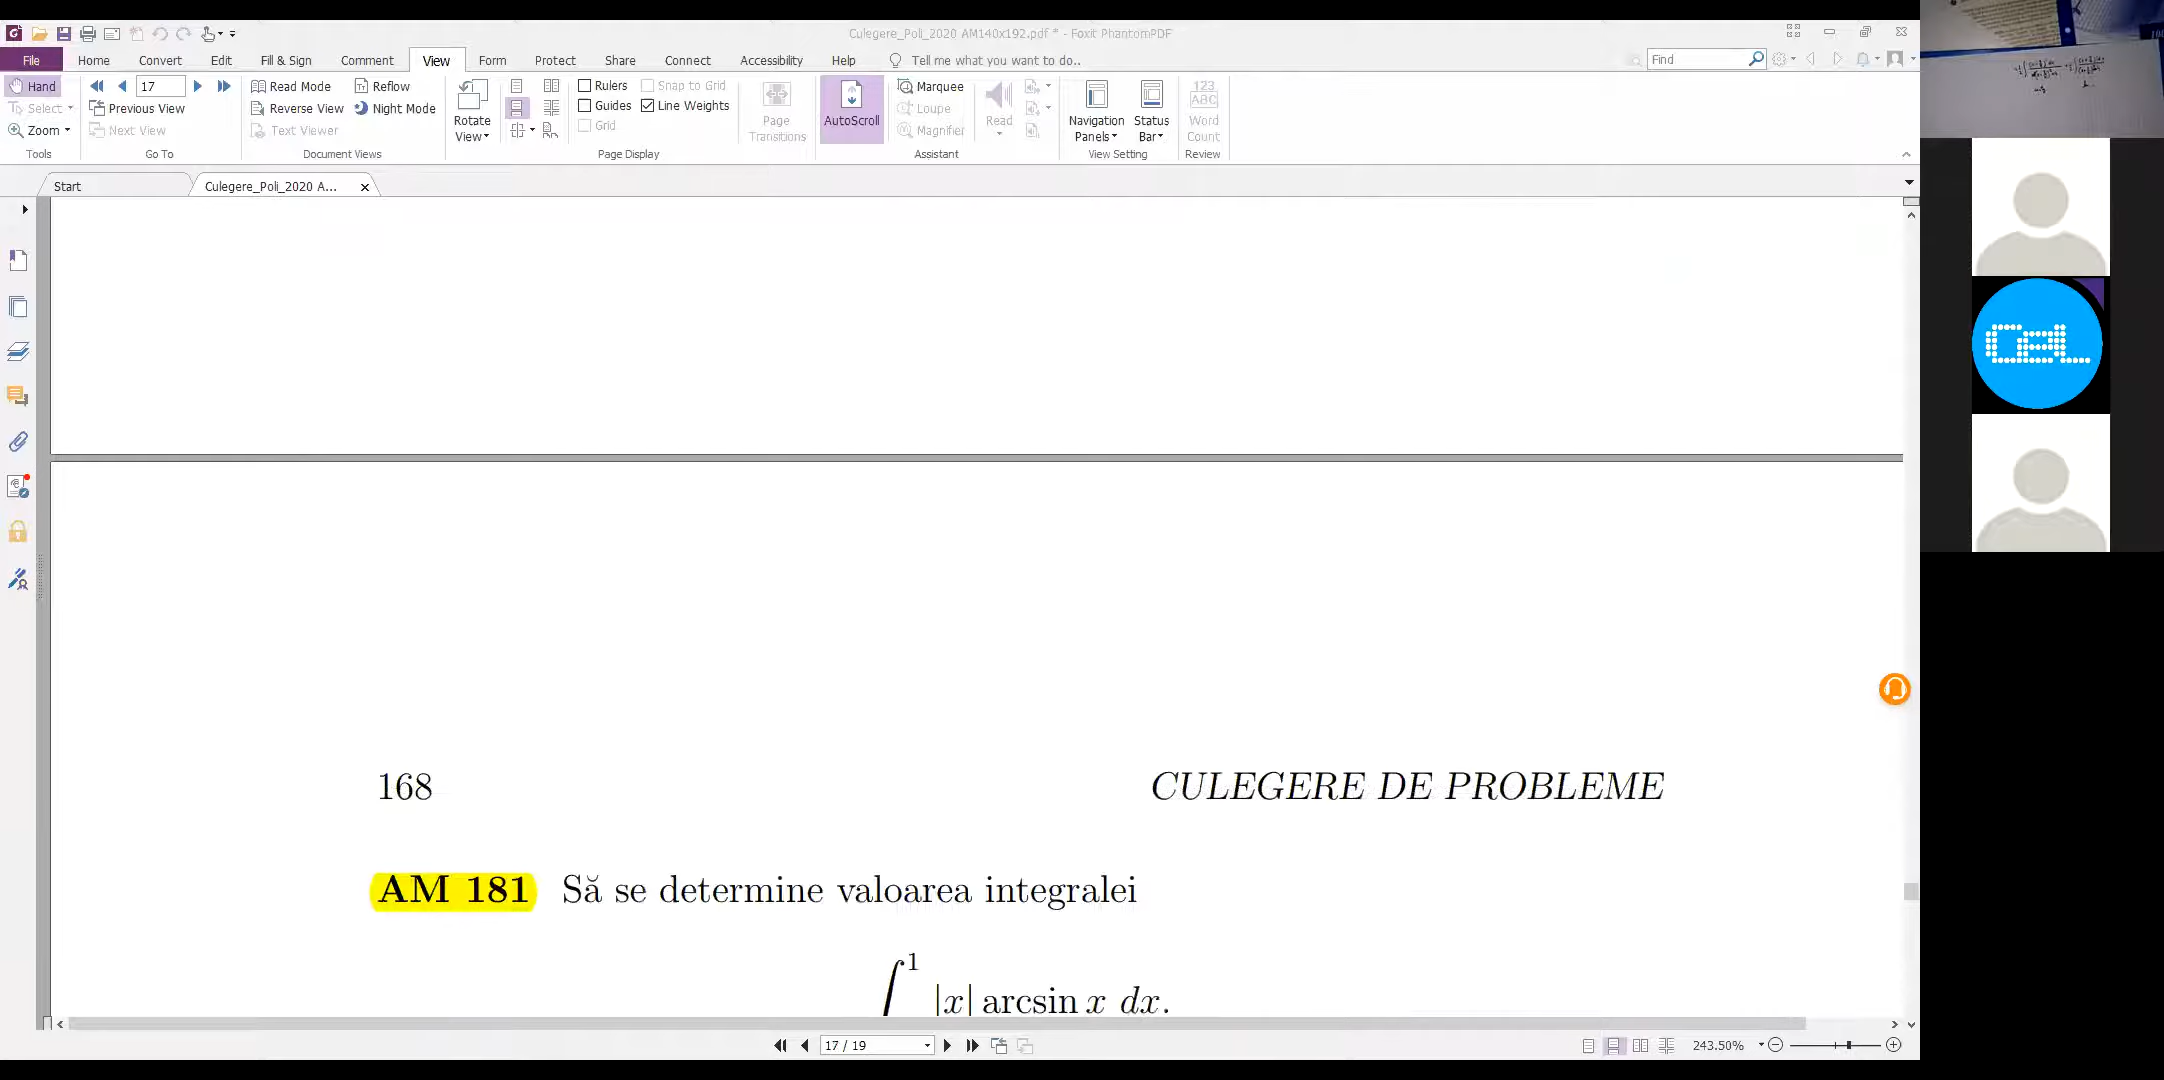 Culegere_Poli_2020 AM140x192.pdf * - Foxit PhantomPDF
File Home Convert Edit Fill & Sign Comment View Form Protect Share Connect Accessibility Help Tell me what you want to do.. Find
Hand 17 Read Mode Reflow Rulers Snap to Grid Marquee 123
Select Previous View Reverse View Night Mode Guides Line Weights Loupe ABC
Zoom Next View Text Viewer Rotate View Grid Page Transitions AutoScroll Magnifier Read Navigation Panels Status Bar Word Count
Tools Go To Document Views Page Display Assistant View Setting Review
Start Culegere_Poli_2020 A...
CEL
168 CULEGERE DE PROBLEME
AM 181 Să se determine valoarea integralei
∫ 1 |x| arcsin x dx.
17 / 19 243.50%